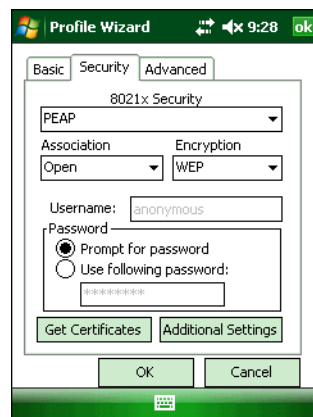 Profile Wizard 9:28 ok
Basic Security Advanced
8021x Security
PEAP
Association Encryption
Open WEP
Username: anonymous
Password
Prompt for password
Use following password:
********
Get Certificates Additional Settings
OK Cancel